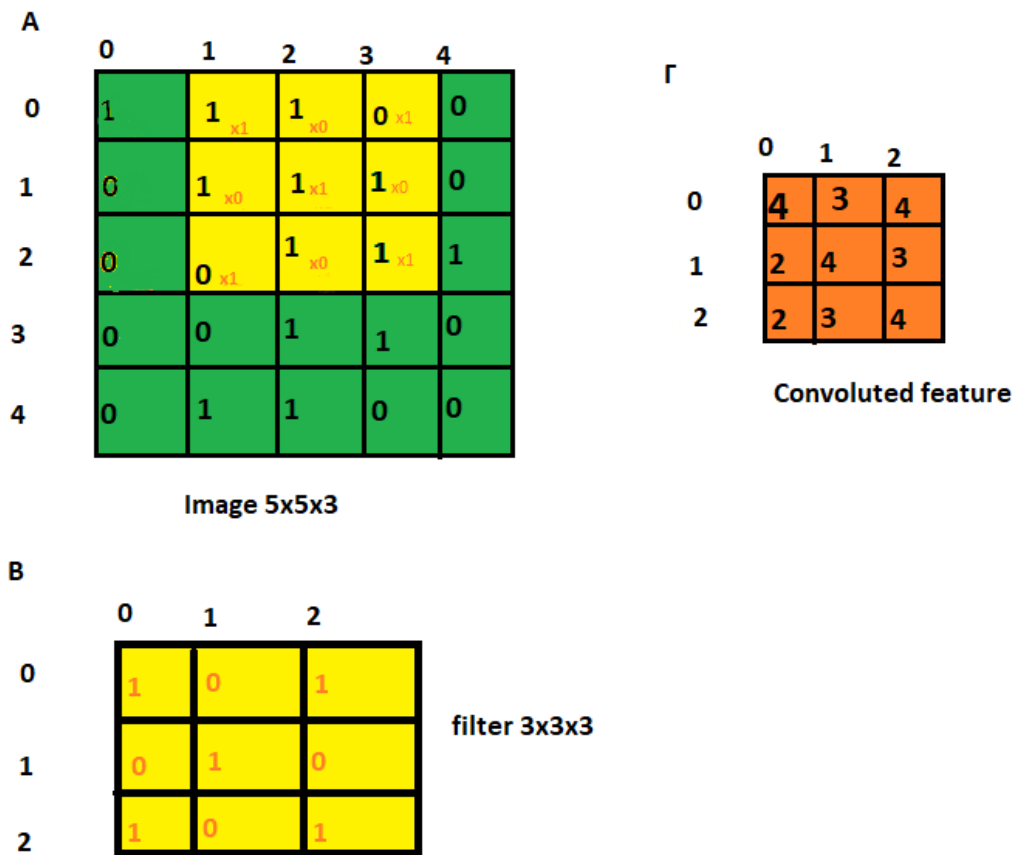 A
0 1 2 3 4
0 1 1 x1 1 x0 0 x1 0
1 0 1 x0 1 x1 1 x0 0
2 0 0 x1 1 x0 1 x1 1
3 0 0 1 1 0
4 0 1 1 0 0
Image 5x5x3
Γ
0 1 2
0 4 3 4
1 2 4 3
2 2 3 4
Convoluted feature
B
0 1 2
0 1 0 1
1 0 1 0
2 1 0 1
filter 3x3x3